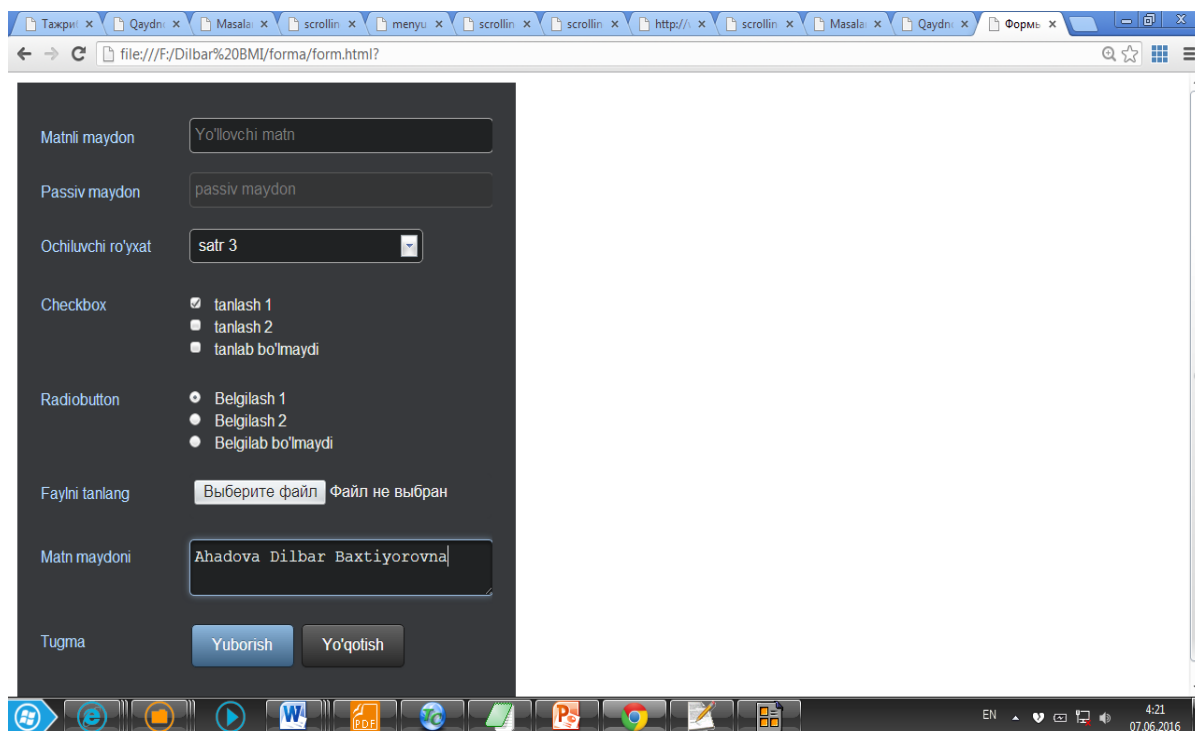 Тажри Qaydn Masala scrollin menyu scrollin scrollin http:// scrollin Masala Qaydn Формы
file:///F:/Dilbar%20BMI/forma/form.html?
Matnli maydon Yo'llovchi matn
Passiv maydon passiv maydon
Ochiluvchi ro'yxat satr 3
Checkbox tanlash 1
tanlash 2
tanlab bo'lmaydi
Radiobutton Belgilash 1
Belgilash 2
Belgilab bo'lmaydi
Faylni tanlang Выберите файл Файл не выбран
Matn maydoni Ahadova Dilbar Baxtiyorovna
Tugma Yuborish Yo'qotish
EN 4:21
07.06.2016
PDF